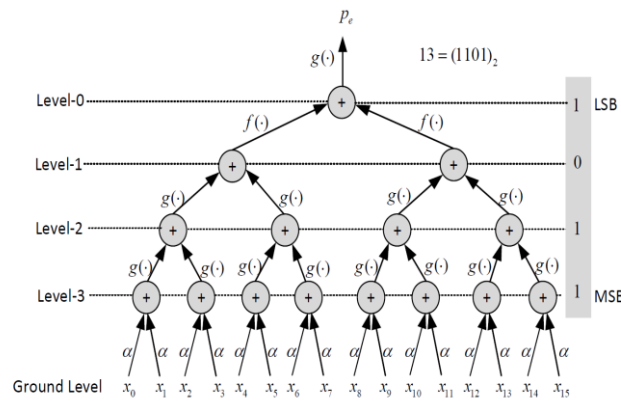 p_e
g(·) 13 = (1101)_2
Level-0 + 1 LSB
f(·) f(·)
Level-1 + + 0
g(·) g(·) g(·) g(·)
Level-2 + + + + 1
g(·) g(·) g(·) g(·) g(·) g(·) g(·) g(·)
Level-3 + + + + + + + + 1 MSB
α α α α α α α α α α α α α α α α
Ground Level x_0 x_1 x_2 x_3 x_4 x_5 x_6 x_7 x_8 x_9 x_10 x_11 x_12 x_13 x_14 x_15